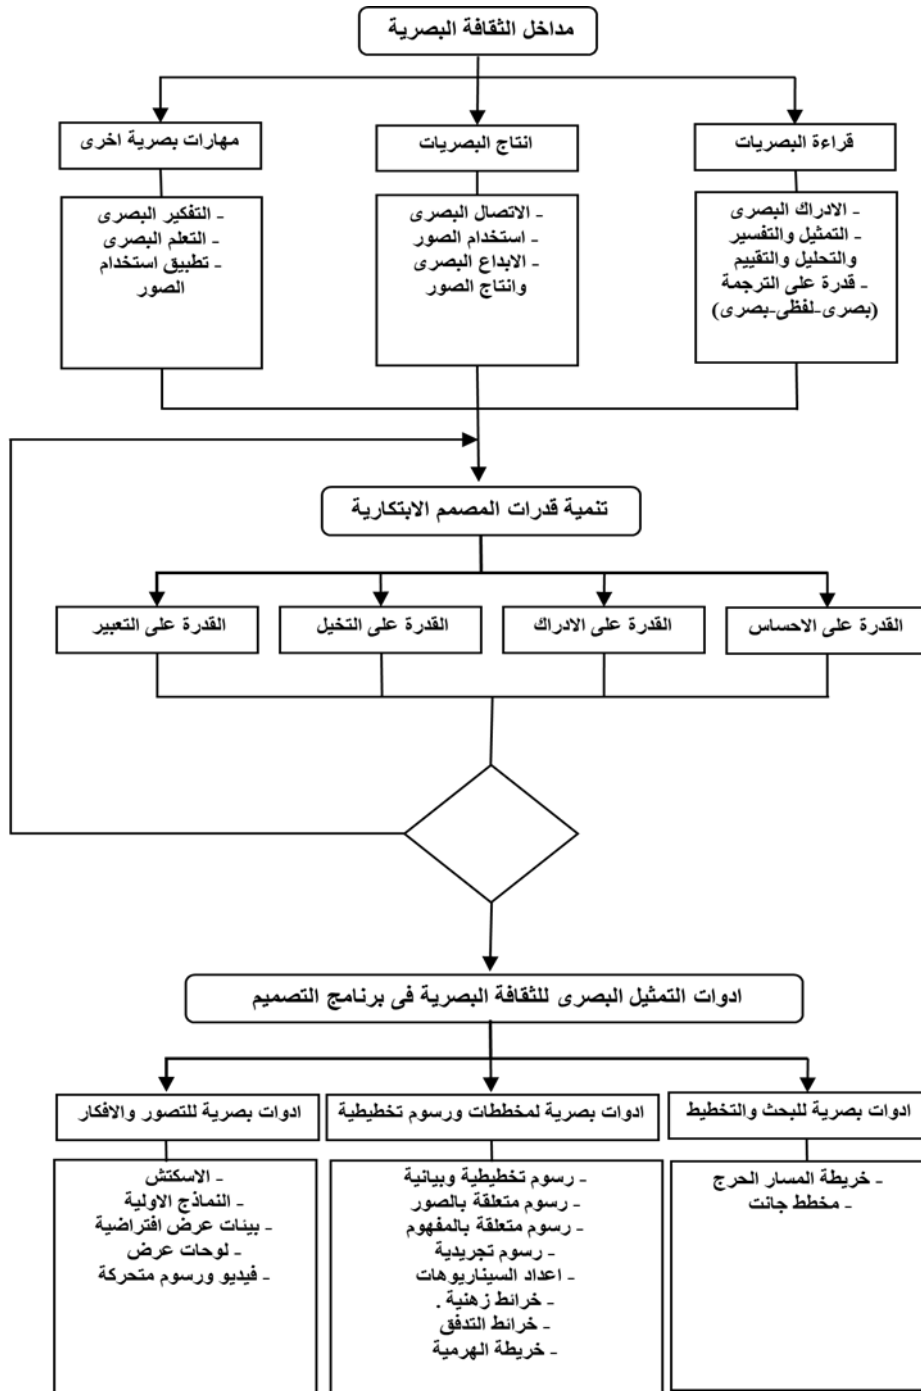 مداخل الثقافة البصرية
قراءة البصريات
انتاج البصريات
مهارات بصرية اخرى
- الادراك البصرى
- التمثيل والتفسير
والتحليل والتقييم
- قدرة على الترجمة
(بصرى-لفظى-بصرى)
- الاتصال البصرى
- استخدام الصور
- الابداع البصرى
وانتاج الصور
- التفكير البصرى
- التعلم البصرى
- تطبيق استخدام
الصور
تنمية قدرات المصمم الابتكارية
القدرة على الاحساس
القدرة على الادراك
القدرة على التخيل
القدرة على التعبير
ادوات التمثيل البصرى للثقافة البصرية فى برنامج التصميم
ادوات بصرية للبحث والتخطيط
ادوات بصرية لمخططات ورسوم تخطيطية
ادوات بصرية للتصور والافكار
- خريطة المسار الحرج
- مخطط جانت
- رسوم تخطيطية وبيانية
- رسوم متعلقة بالصور
- رسوم متعلقة بالمفهوم
- رسوم تجريدية
- اعداد السيناريوهات
- خرائط زهنية .
- خرائط التدفق
- خريطة الهرمية
- الاسكتش
- النماذج الاولية
- بيئات عرض افتراضية
- لوحات عرض
- فيديو ورسوم متحركة